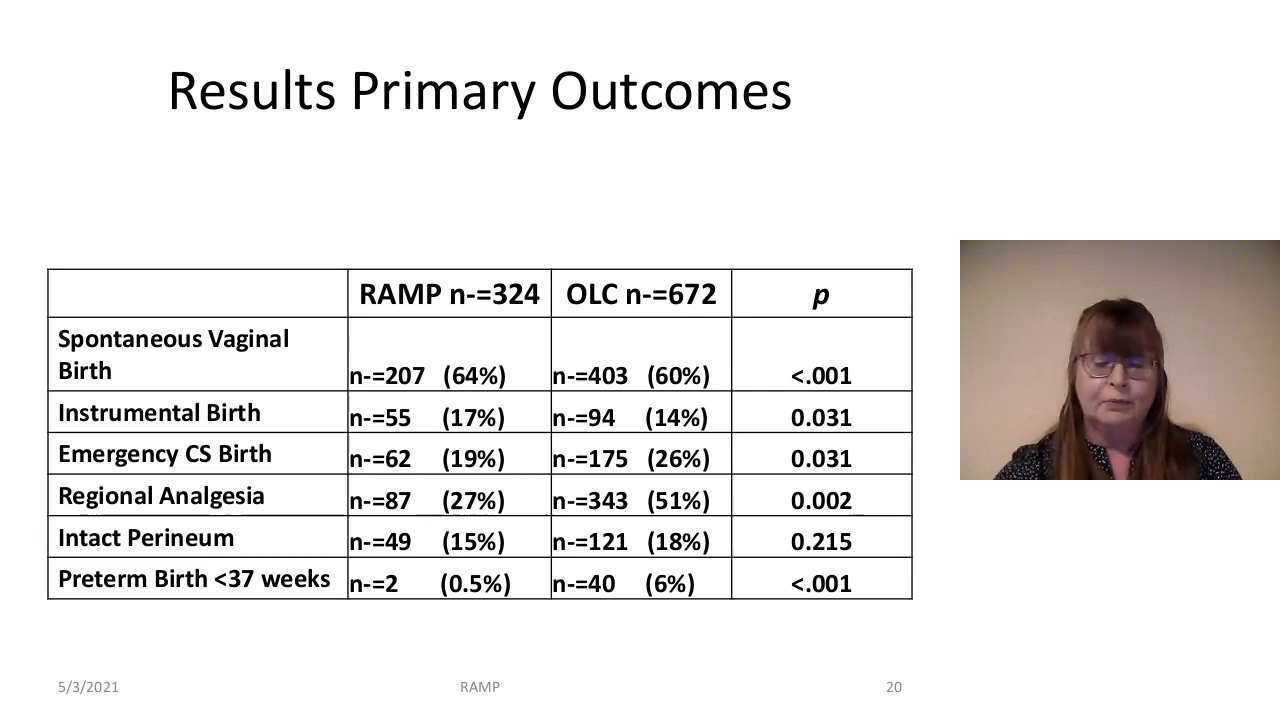 Results Primary Outcomes
RAMP n-=324 OLC n-=672 p
Spontaneous Vaginal
Birth n-=207 (64%) n-=403 (60%) <.001
Instrumental Birth n-=55 (17%) n-=94 (14%) 0.031
Emergency CS Birth n-=62 (19%) n-=175 (26%) 0.031
Regional Analgesia n-=87 (27%) n-=343 (51%) 0.002
Intact Perineum n-=49 (15%) n-=121 (18%) 0.215
Preterm Birth <37 weeks n-=2 (0.5%) n-=40 (6%) <.001
5/3/2021 RAMP 20